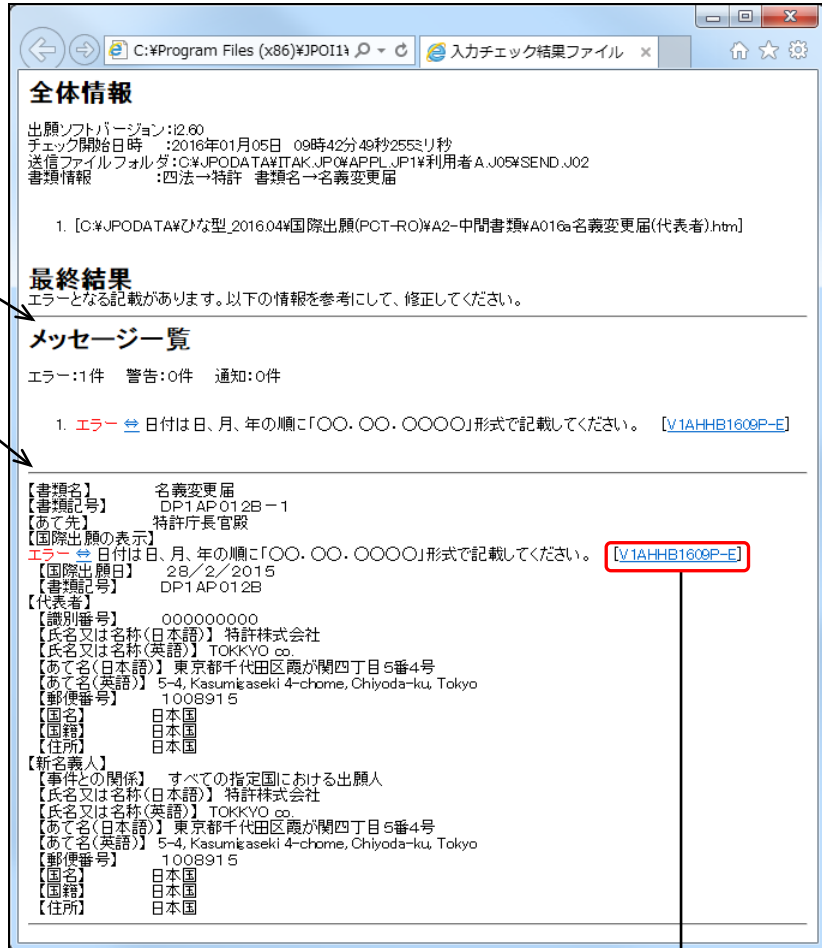 C:¥Program Files (x86)¥JPOI1¥
入力チェック結果ファイル
全体情報
出願ソフトバージョン:i2.60
チェック開始日時 :2016年01月05日 09時42分49秒255ミリ秒
送信ファイルフォルダ:C:¥JPODATA¥ITAK.JP0¥APPL.JP1¥利用者A.J05¥SEND.J02
書類情報 :四法→特許 書類名→名義変更届
1. [C:¥JPODATA¥ひな型_2016.04¥国際出願(PCT-RO)¥A2-中間書類¥A016a名義変更届(代表者).htm]
最終結果
エラーとなる記載があります。以下の情報を参考にして、修正してください。
メッセージ一覧
エラー:1件 警告:0件 通知:0件
1. エラー ⇔ 日付は日、月、年の順に「〇〇.〇〇.〇〇〇〇」形式で記載してください。 [V1AHHB1609P-E]
【書類名】 名義変更届
【書類記号】 DP1AP012B-1
【あて先】 特許庁長官殿
【国際出願の表示】
エラー ⇔ 日付は日、月、年の順に「〇〇.〇〇.〇〇〇〇」形式で記載してください。 [V1AHHB1609P-E]
【国際出願日】 28/2/2015
【書類記号】 DP1AP012B
【代表者】
【識別番号】 000000000
【氏名又は名称(日本語)】 特許株式会社
【氏名又は名称(英語)】 TOKKYO co.
【あて名(日本語)】 東京都千代田区霞が関四丁目5番4号
【あて名(英語)】 5-4, Kasumigaseki 4-chome, Chiyoda-ku, Tokyo
【郵便番号】 1008915
【国名】 日本国
【国籍】 日本国
【住所】 日本国
【新名義人】
【事件との関係】 すべての指定国における出願人
【氏名又は名称(日本語)】 特許株式会社
【氏名又は名称(英語)】 TOKKYO co.
【あて名(日本語)】 東京都千代田区霞が関四丁目5番4号
【あて名(英語)】 5-4, Kasumigaseki 4-chome, Chiyoda-ku, Tokyo
【郵便番号】 1008915
【国名】 日本国
【国籍】 日本国
【住所】 日本国